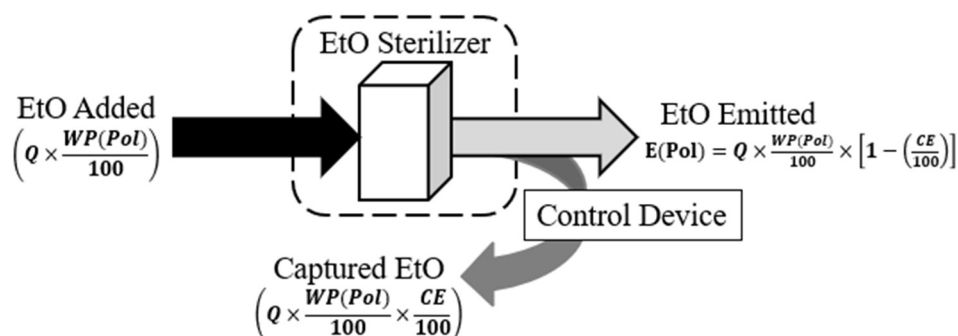 EtO Sterilizer
EtO Added
(Q × WP(Pol)/100)
EtO Emitted
E(Pol) = Q × WP(Pol)/100 × [1 − (CE/100)]
Control Device
Captured EtO
(Q × WP(Pol)/100 × CE/100)